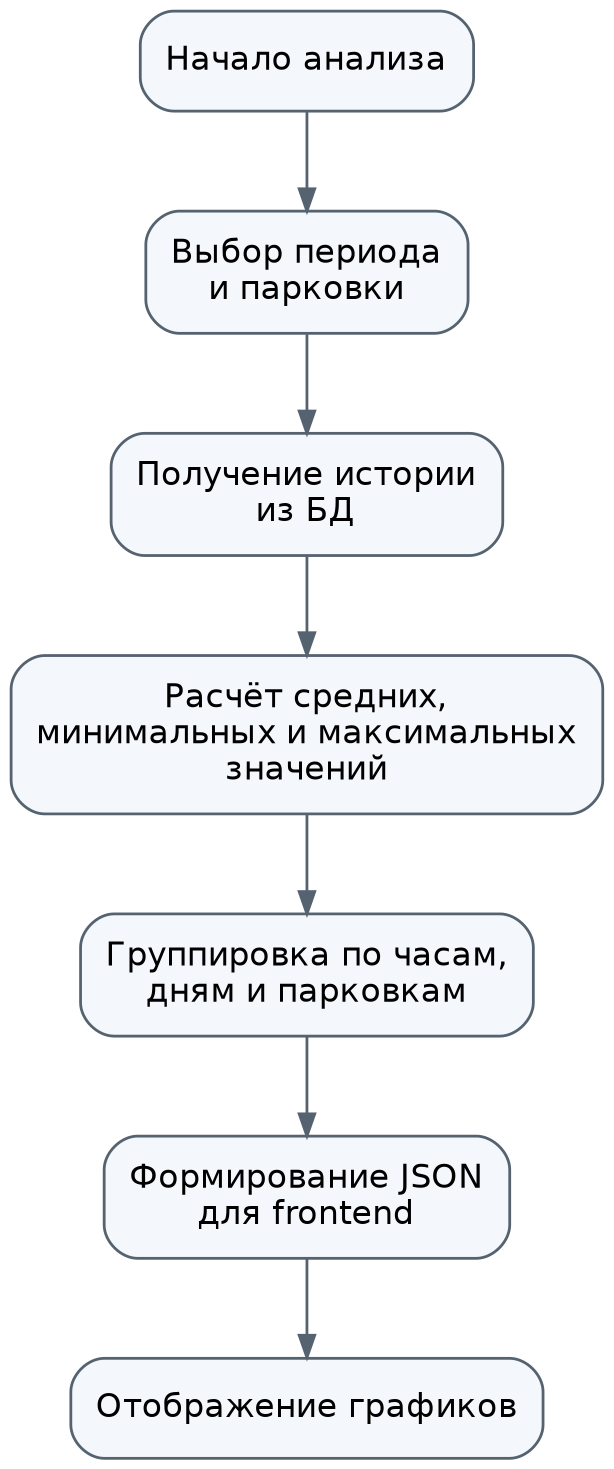 Начало анализа
Выбор периода
и парковки
Получение истории
из БД
Расчёт средних,
минимальных и максимальных
значений
Группировка по часам,
дням и парковкам
Формирование JSON
для frontend
Отображение графиков